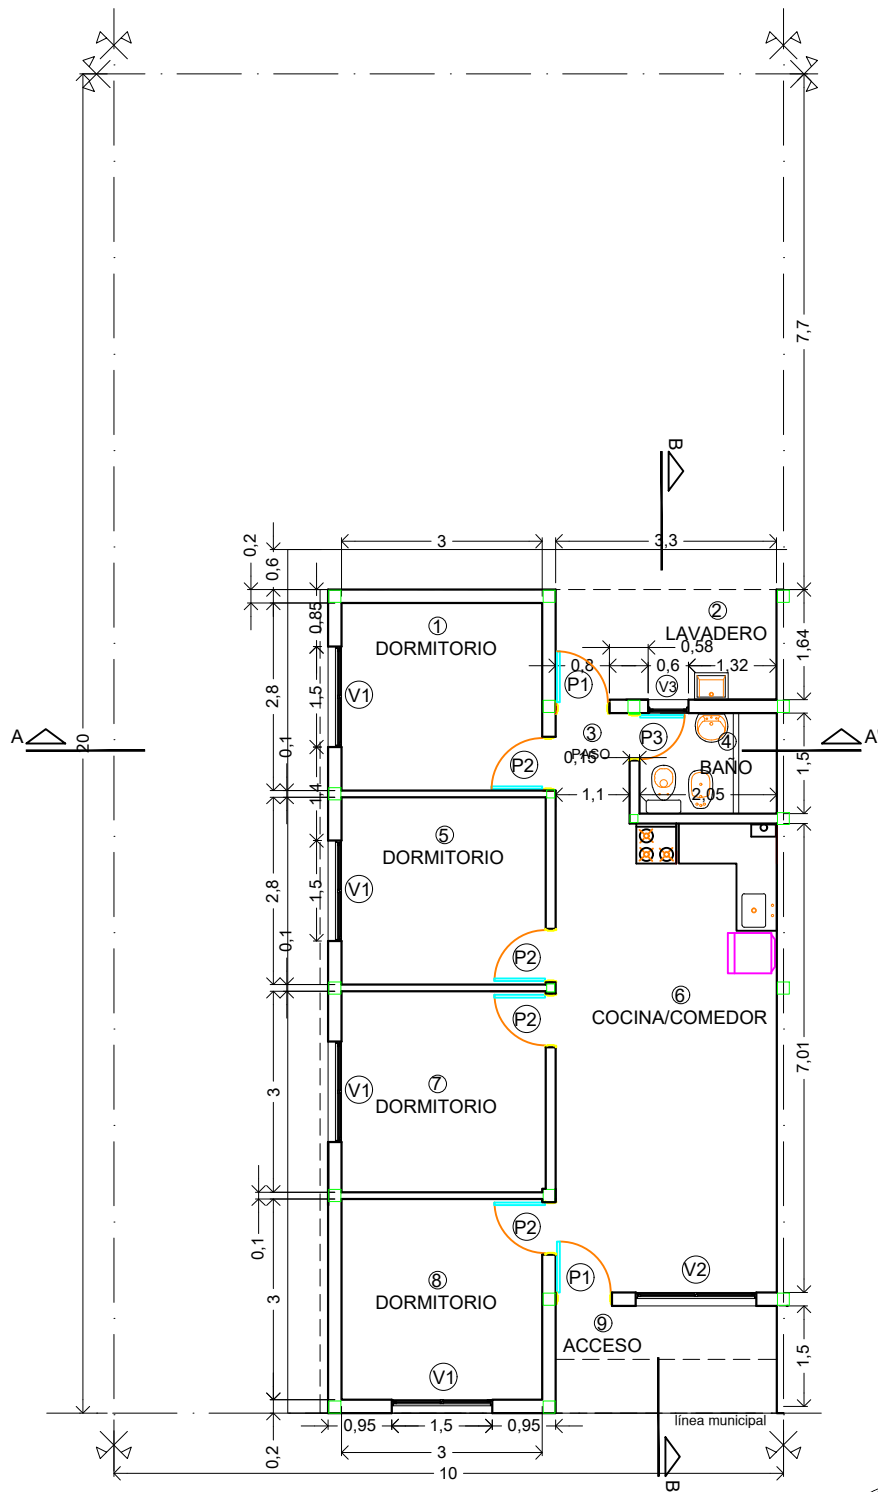 7,7
B
0,2
0,6
3
3,3
0,85
1
DORMITORIO
2
LAVADERO
0,58
1,64
0,8
0,6
1,32
P1
V3
2,8
1,5
V1
A
20
3
PASO
P3
4
BAÑO
A'
0,15
1,5
P2
0,1
1,4
1,1
2,05
5
DORMITORIO
2,8
1,5
V1
0,1
P2
6
COCINA/COMEDOR
P2
7,01
3
V1
7
DORMITORIO
0,1
P2
8
DORMITORIO
P1
V2
3
9
ACCESO
1,5
V1
línea municipal
0,95
1,5
0,95
0,2
3
10
B